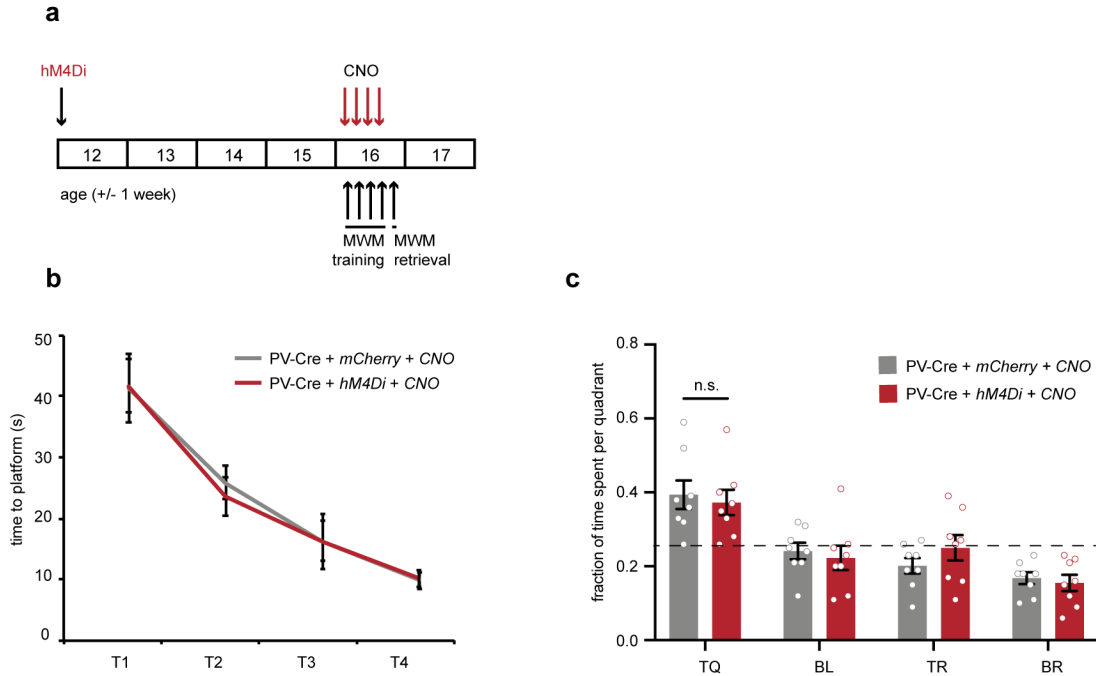 a
hM4Di
CNO
12 13 14 15 16 17
age (+/- 1 week)
MWM training
MWM retrieval
b
50
40
30
20
10
0
time to platform (s)
PV-Cre + mCherry + CNO
PV-Cre + hM4Di + CNO
T1 T2 T3 T4
c
0.8
0.6
0.4
0.2
0.0
fraction of time spent per quadrant
n.s.
PV-Cre + mCherry + CNO
PV-Cre + hM4Di + CNO
TQ BL TR BR